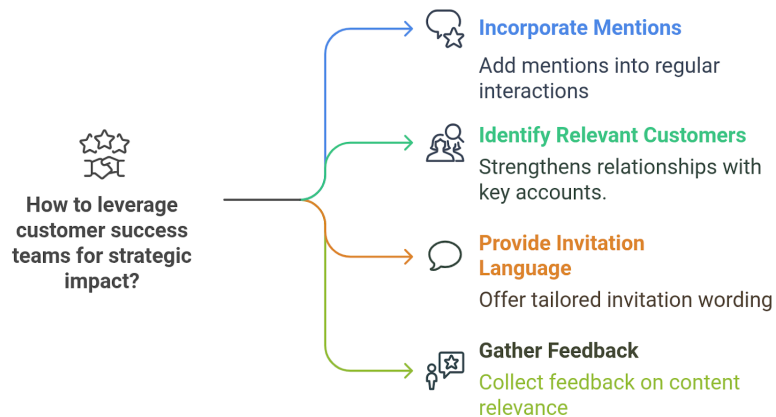 How to leverage
customer success
teams for strategic
impact?
Incorporate Mentions
Add mentions into regular
interactions
Identify Relevant Customers
Strengthens relationships with
key accounts.
Provide Invitation
Language
Offer tailored invitation wording
Gather Feedback
Collect feedback on content
relevance